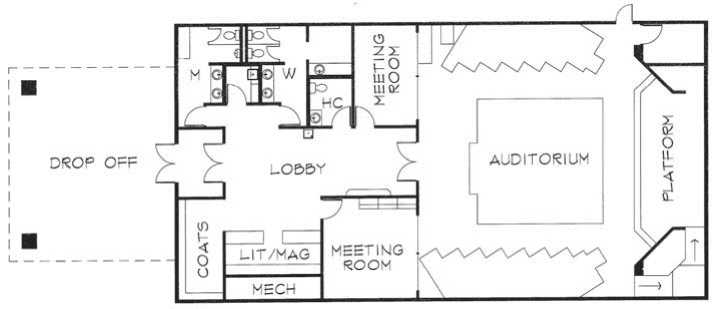 M
W
HC
MEETING
ROOM
DROP OFF
LOBBY
AUDITORIUM
PLATFORM
COATS
LIT/MAG
MEETING
ROOM
MECH